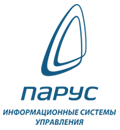 ПАРУС
ИНФОРМАЦИОННЫЕ СИСТЕМЫ
УПРАВЛЕНИЯ